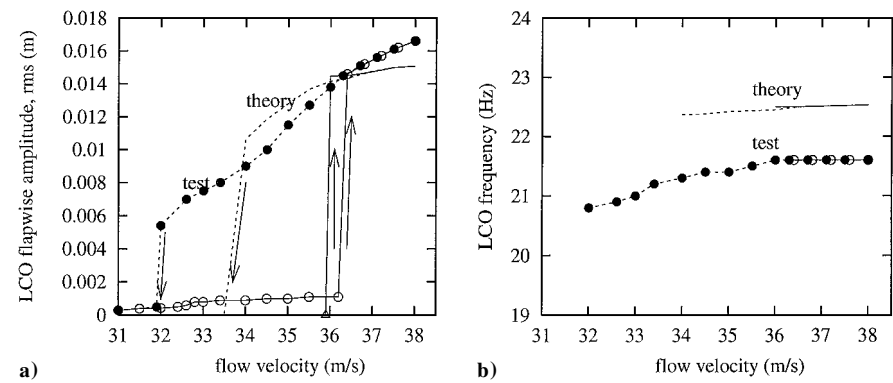 LCO flapwise amplitude, rms (m)
0.018
0.016
0.014
0.012
0.01
0.008
0.006
0.004
0.002
0
theory
test
31 32 33 34 35 36 37 38
flow velocity (m/s)
a)
LCO frequency (Hz)
24
23
22
21
20
19
theory
test
31 32 33 34 35 36 37 38
flow velocity (m/s)
b)